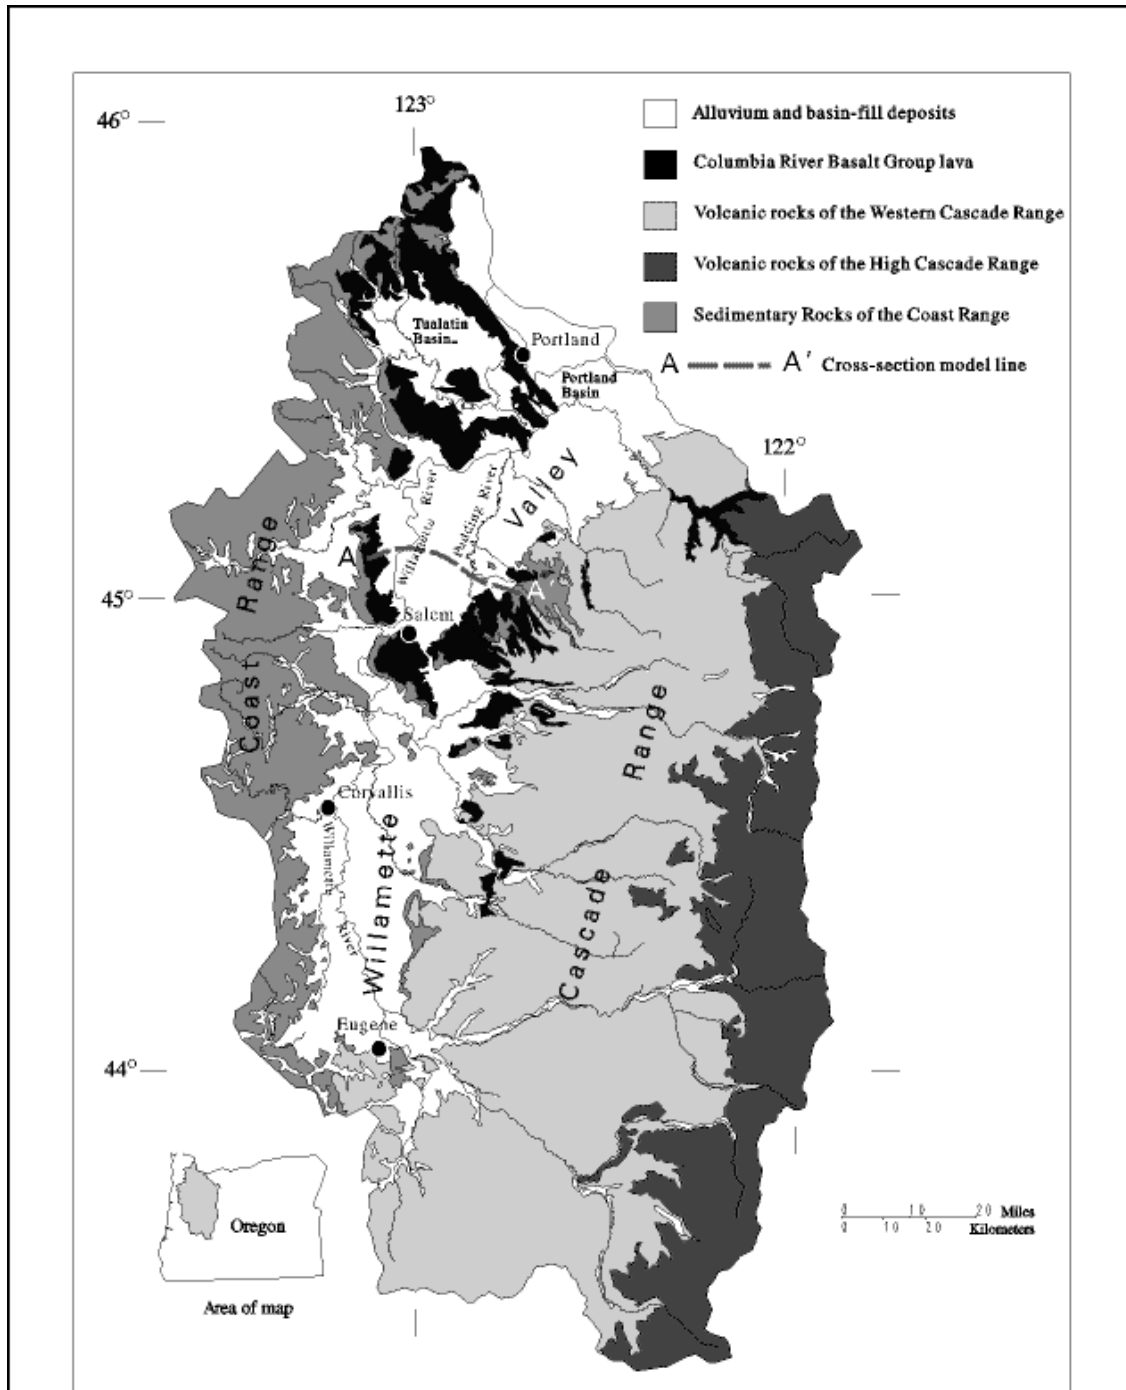 123°
46°
Alluvium and basin-fill deposits
Columbia River Basalt Group lava
Volcanic rocks of the Western Cascade Range
Volcanic rocks of the High Cascade Range
Sedimentary Rocks of the Coast Range
A A' Cross-section model line
Tualatin
Basin
Portland
Portland
Basin
122°
Willamette River
Pudding River
Valley
A
A'
45°
Salem
Coast Range
Cascade Range
Corvallis
Willamette River
Willamette
Eugene
44°
Oregon
Area of map
0 10 20 Miles
0 10 20 Kilometers